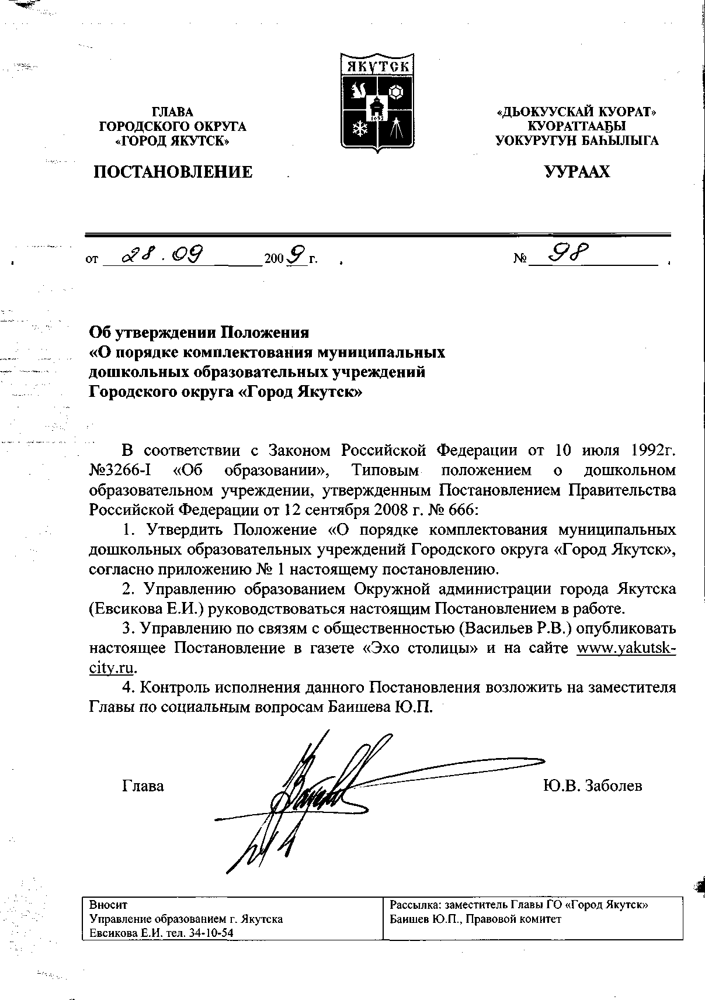 ЯКУТСК
1632
ГЛАВА
ГОРОДСКОГО ОКРУГА
«ГОРОД ЯКУТСК»
ПОСТАНОВЛЕНИЕ
«ДЬОКУУСКАЙ КУОРАТ»
КУОРАТТААҔЫ
УОКУРУГУН БАҺЫЛЫГА
УУРААХ
от 28.09 2009 г. № 98
Об утверждении Положения
«О порядке комплектования муниципальных
дошкольных образовательных учреждений
Городского округа «Город Якутск»
В соответствии с Законом Российской Федерации от 10 июля 1992г.
№3266-I «Об образовании», Типовым положением о дошкольном
образовательном учреждении, утвержденным Постановлением Правительства
Российской Федерации от 12 сентября 2008 г. № 666:
1. Утвердить Положение «О порядке комплектования муниципальных
дошкольных образовательных учреждений Городского округа «Город Якутск»,
согласно приложению № 1 настоящему постановлению.
2. Управлению образованием Окружной администрации города Якутска
(Евсикова Е.И.) руководствоваться настоящим Постановлением в работе.
3. Управлению по связям с общественностью (Васильев Р.В.) опубликовать
настоящее Постановление в газете «Эхо столицы» и на сайте www.yakutsk-
city.ru.
4. Контроль исполнения данного Постановления возложить на заместителя
Главы по социальным вопросам Баишева Ю.П.
Глава Ю.В. Заболев
Вносит
Управление образованием г. Якутска
Евсикова Е.И. тел. 34-10-54
Рассылка: заместитель Главы ГО «Город Якутск»
Баишев Ю.П., Правовой комитет